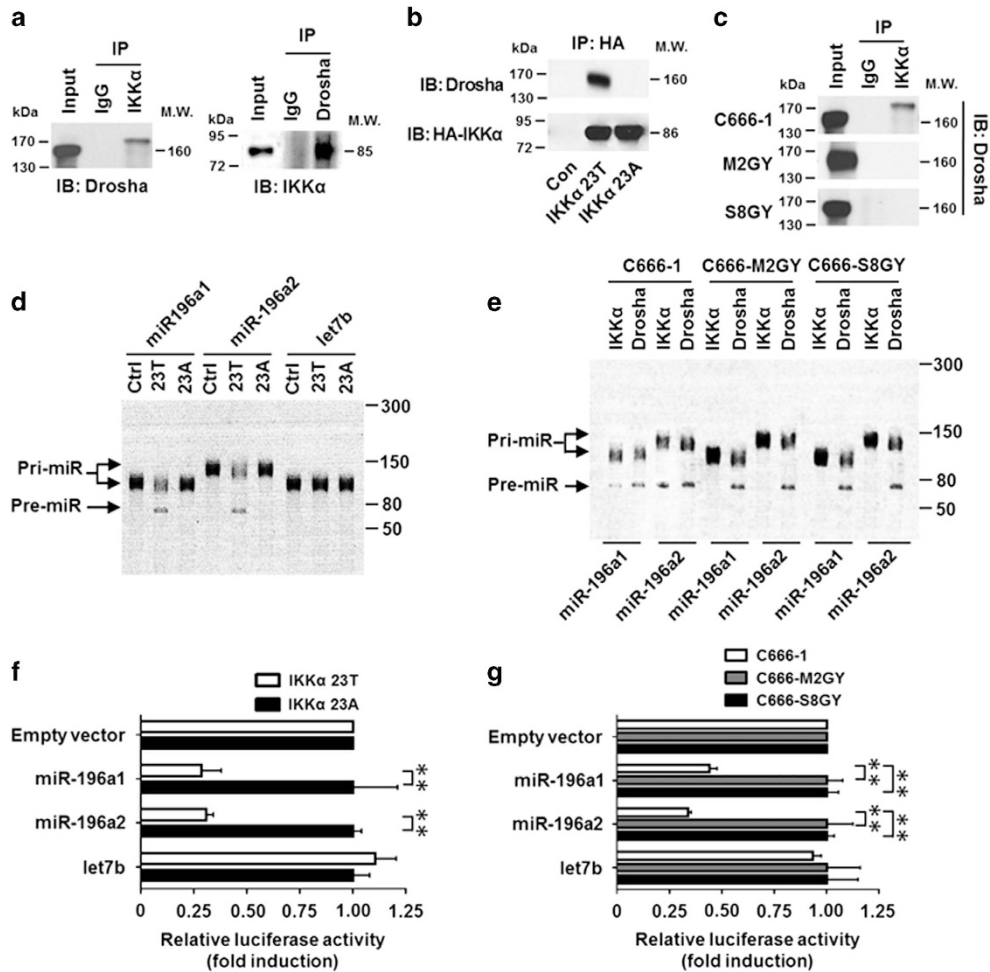 a
IP
Input
IgG
IKKα
kDa
M.W.
170
130
160
IB: Drosha
IP
Input
IgG
Drosha
kDa
M.W.
95
72
85
IB: IKKα
b
IP: HA
kDa
M.W.
IB: Drosha
170
130
160
IB: HA-IKKα
95
72
86
Con
IKKα 23T
IKKα 23A
c
IP
Input
IgG
IKKα
kDa
M.W.
C666-1
170
130
160
M2GY
170
130
160
S8GY
170
130
160
IB: Drosha
d
miR196a1
miR-196a2
let7b
Ctrl
23T
23A
Ctrl
23T
23A
Ctrl
23T
23A
Pri-miR
Pre-miR
300
150
80
50
e
C666-1
C666-M2GY
C666-S8GY
IKKα
Drosha
IKKα
Drosha
IKKα
Drosha
IKKα
Drosha
IKKα
Drosha
IKKα
Drosha
Pri-miR
Pre-miR
300
150
80
50
miR-196a1
miR-196a2
miR-196a1
miR-196a2
miR-196a1
miR-196a2
f
IKKα 23T
IKKα 23A
Empty vector
miR-196a1
**
miR-196a2
**
let7b
0 0.25 0.50 0.75 1.00 1.25
Relative luciferase activity
(fold induction)
g
C666-1
C666-M2GY
C666-S8GY
Empty vector
miR-196a1
**
**
miR-196a2
**
**
let7b
0 0.25 0.50 0.75 1.00 1.25
Relative luciferase activity
(fold induction)